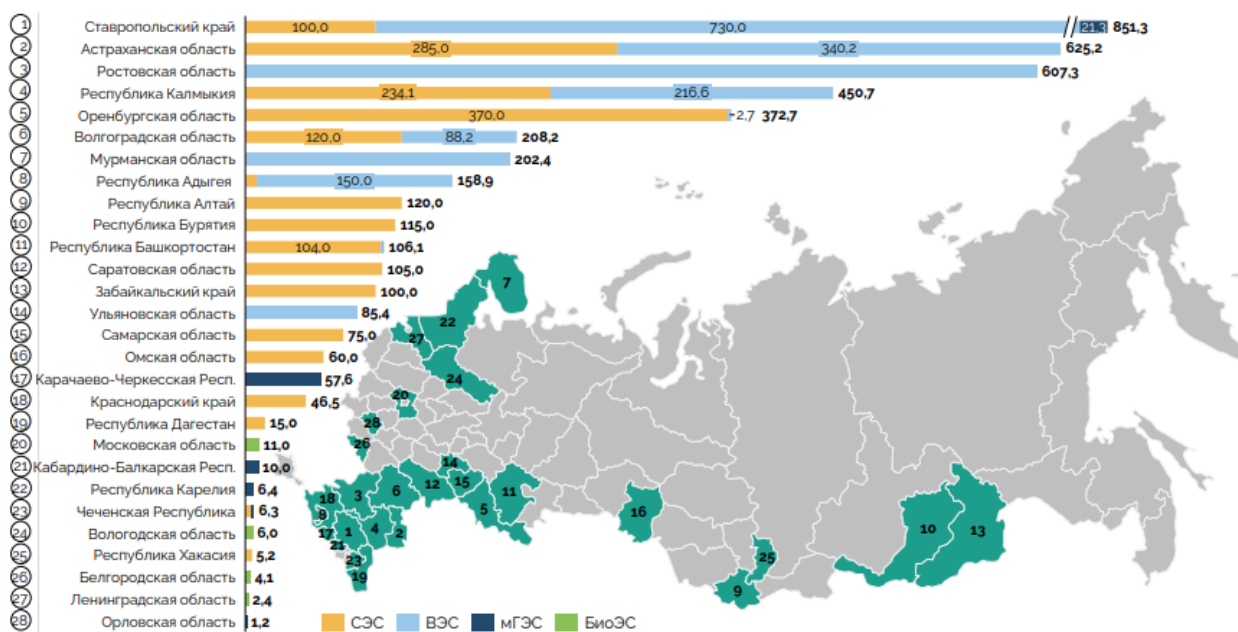 1 Ставропольский край 100,0 730,0 // 21,3 851,3
2 Астраханская область 285,0 340,2 625,2
3 Ростовская область 607,3
4 Республика Калмыкия 234,1 216,6 450,7
5 Оренбургская область 370,0 2,7 372,7
6 Волгоградская область 120,0 88,2 208,2
7 Мурманская область 202,4
8 Республика Адыгея 150,0 158,9
9 Республика Алтай 120,0
10 Республика Бурятия 115,0
11 Республика Башкортостан 104,0 106,1
12 Саратовская область 105,0
13 Забайкальский край 100,0
14 Ульяновская область 85,4
15 Самарская область 75,0
16 Омская область 60,0
17 Карачаево-Черкесская Респ. 57,6
18 Краснодарский край 46,5
19 Республика Дагестан 15,0
20 Московская область 11,0
21 Кабардино-Балкарская Респ. 10,0
22 Республика Карелия 6,4
23 Чеченская Республика 6,3
24 Вологодская область 6,0
25 Республика Хакасия 5,2
26 Белгородская область 4,1
27 Ленинградская область 2,4
28 Орловская область 1,2
СЭС ВЭС мГЭС БиоЭС
7
22
27
24
20
28
26
14
12 15 11
18 3 6 5
8
17 1 4 2
21
23
19
16
25
9
10 13